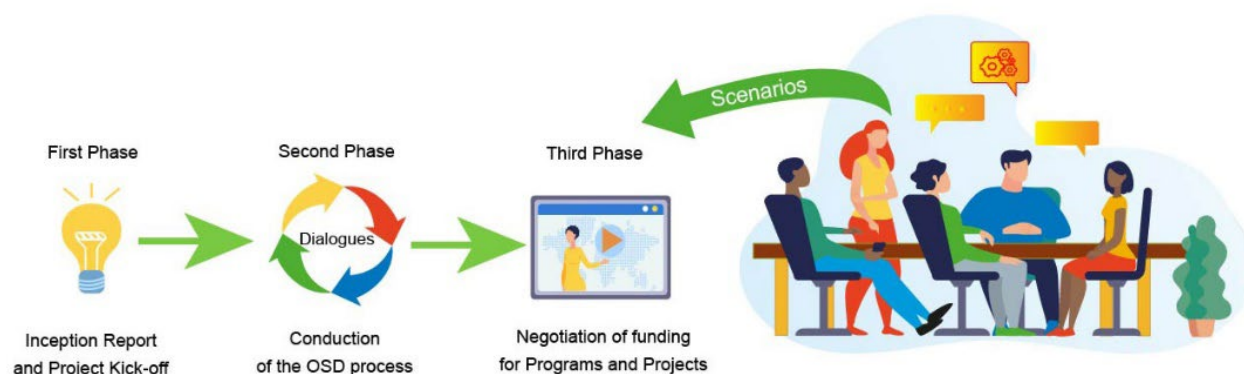 Scenarios
First Phase
Second Phase
Third Phase
Dialogues
Inception Report
and Project Kick-off
Conduction
of the OSD process
Negotiation of funding
for Programs and Projects